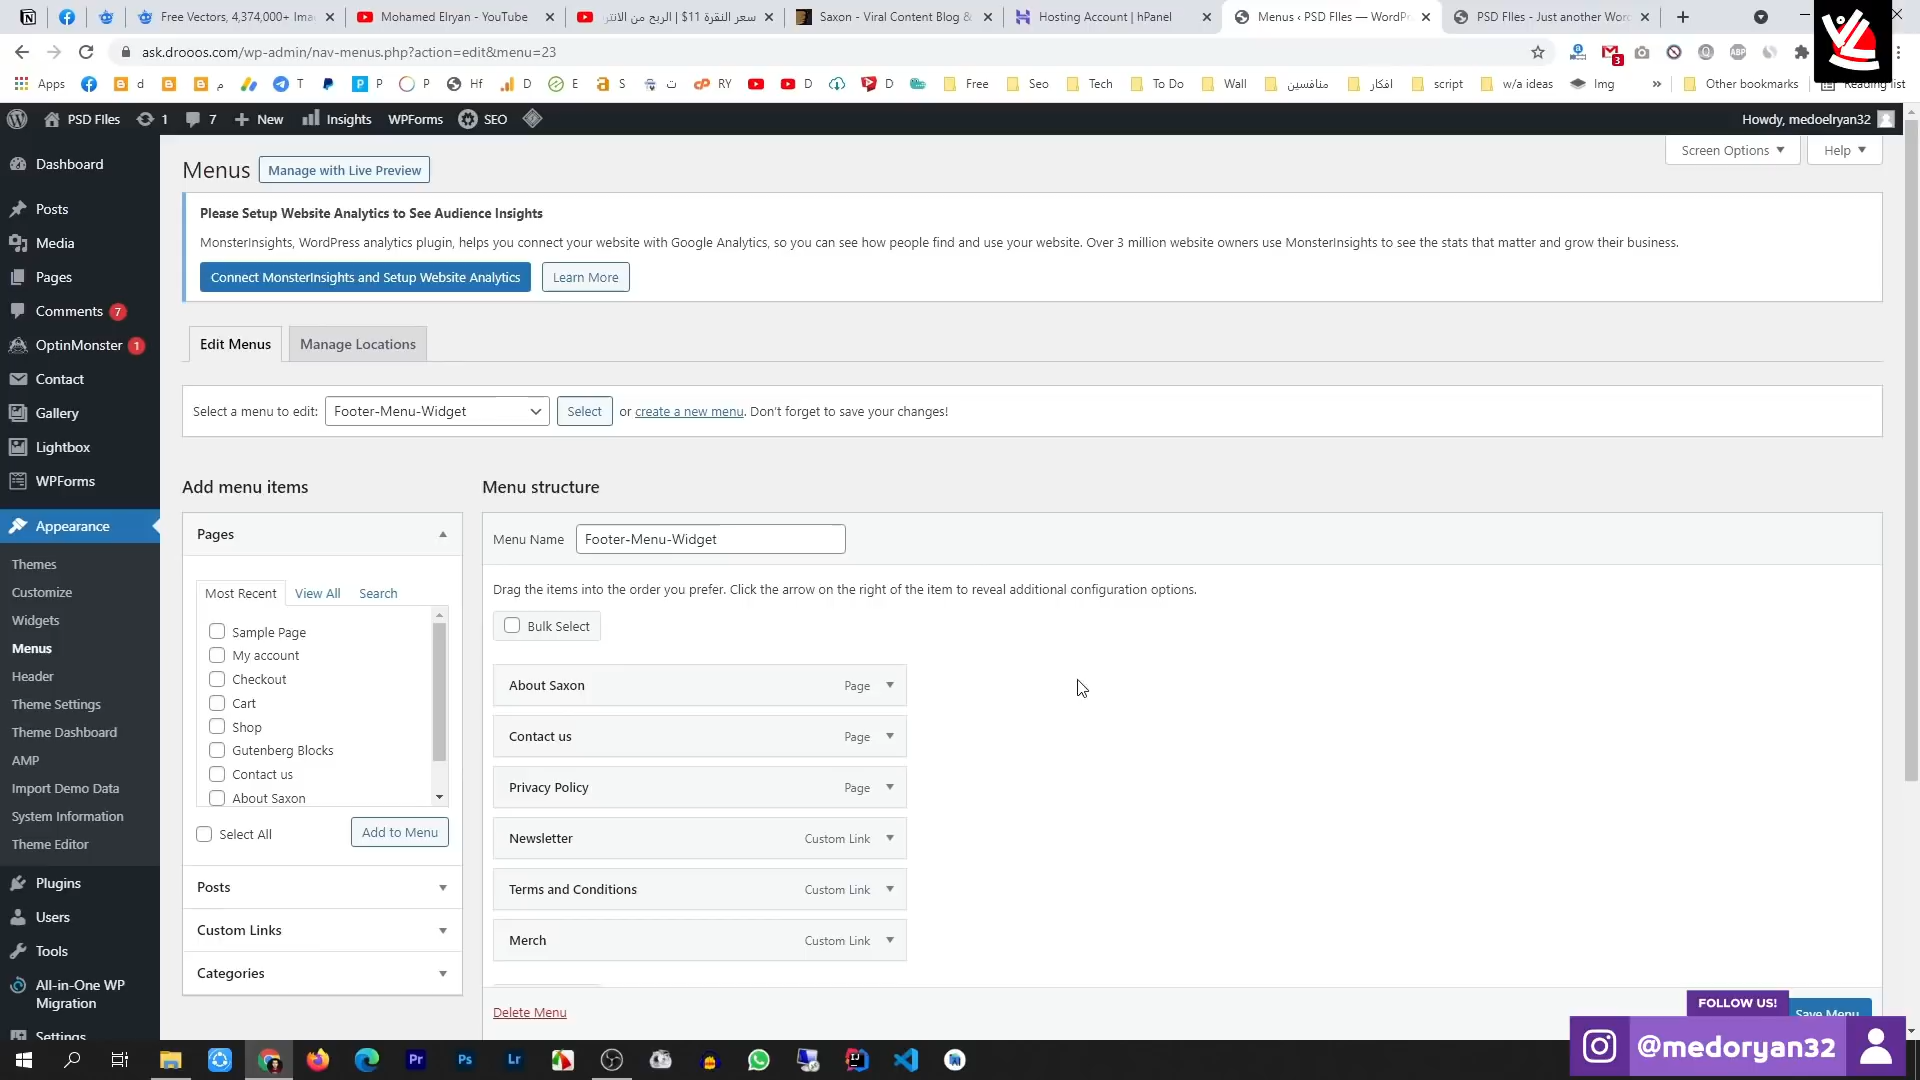 Free Vectors, 4,374,000+ Ima
Mohamed Elryan - YouTube
سعر النقرة 11$ | الربح من الانتر
Saxon - Viral Content Blog &
Hosting Account | hPanel
Menus ‹ PSD FIles — WordPr
PSD FIles - Just another Wor
ask.drooos.com/wp-admin/nav-menus.php?action=edit&menu=23
3
ABP
Apps
d
م
T
P
P
Hf
D
E
S
ت
RY
D
D
Free
Seo
Tech
To Do
Wall
منافسين
افكار
script
w/a ideas
Img
»
Other bookmarks
Reading list
PSD FIles
1
7
New
Insights
WPForms
SEO
Howdy, medoelryan32
Screen Options
Help
Dashboard
Posts
Media
Pages
Comments 7
OptinMonster 1
Contact
Gallery
Lightbox
WPForms
Appearance
Themes
Customize
Widgets
Menus
Header
Theme Settings
Theme Dashboard
AMP
Import Demo Data
System Information
Theme Editor
Plugins
Users
Tools
All-in-One WP
Migration
Settings
Menus
Manage with Live Preview
Please Setup Website Analytics to See Audience Insights
MonsterInsights, WordPress analytics plugin, helps you connect your website with Google Analytics, so you can see how people find and use your website. Over 3 million website owners use MonsterInsights to see the stats that matter and grow their business.
Connect MonsterInsights and Setup Website Analytics
Learn More
Edit Menus
Manage Locations
Select a menu to edit: Footer-Menu-Widget Select or create a new menu. Don't forget to save your changes!
Add menu items
Pages
Most Recent
View All
Search
Sample Page
My account
Checkout
Cart
Shop
Gutenberg Blocks
Contact us
About Saxon
Select All
Add to Menu
Posts
Custom Links
Categories
Menu structure
Menu Name Footer-Menu-Widget
Drag the items into the order you prefer. Click the arrow on the right of the item to reveal additional configuration options.
Bulk Select
About Saxon Page
Contact us Page
Privacy Policy Page
Newsletter Custom Link
Terms and Conditions Custom Link
Merch Custom Link
Delete Menu
Save Menu
FOLLOW US!
@medoryan32
Pr
Ps
Lr